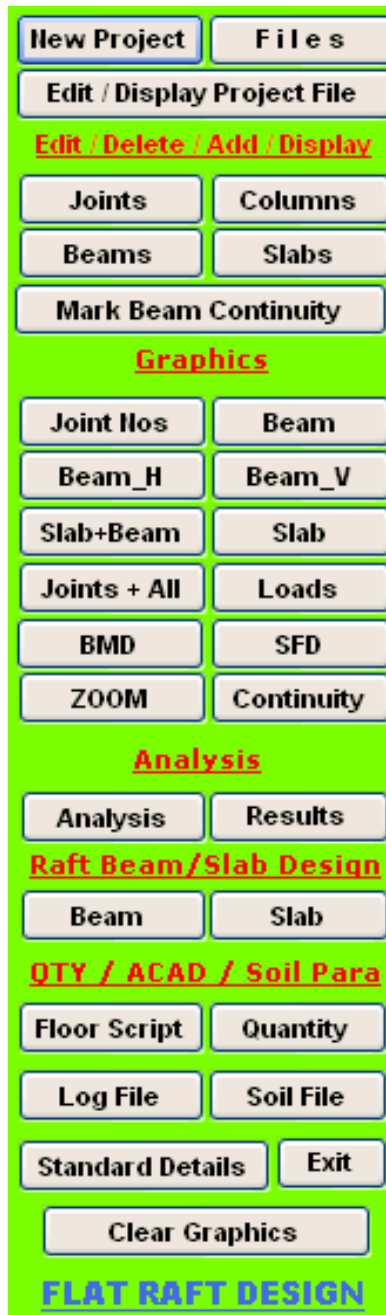 New Project Files
Edit / Display Project File
Edit / Delete / Add / Display
Joints Columns
Beams Slabs
Mark Beam Continuity
Graphics
Joint Nos Beam
Beam_H Beam_V
Slab+Beam Slab
Joints + All Loads
BMD SFD
ZOOM Continuity
Analysis
Analysis Results
Raft Beam/Slab Design
Beam Slab
QTY / ACAD / Soil Para
Floor Script Quantity
Log File Soil File
Standard Details Exit
Clear Graphics
FLAT RAFT DESIGN